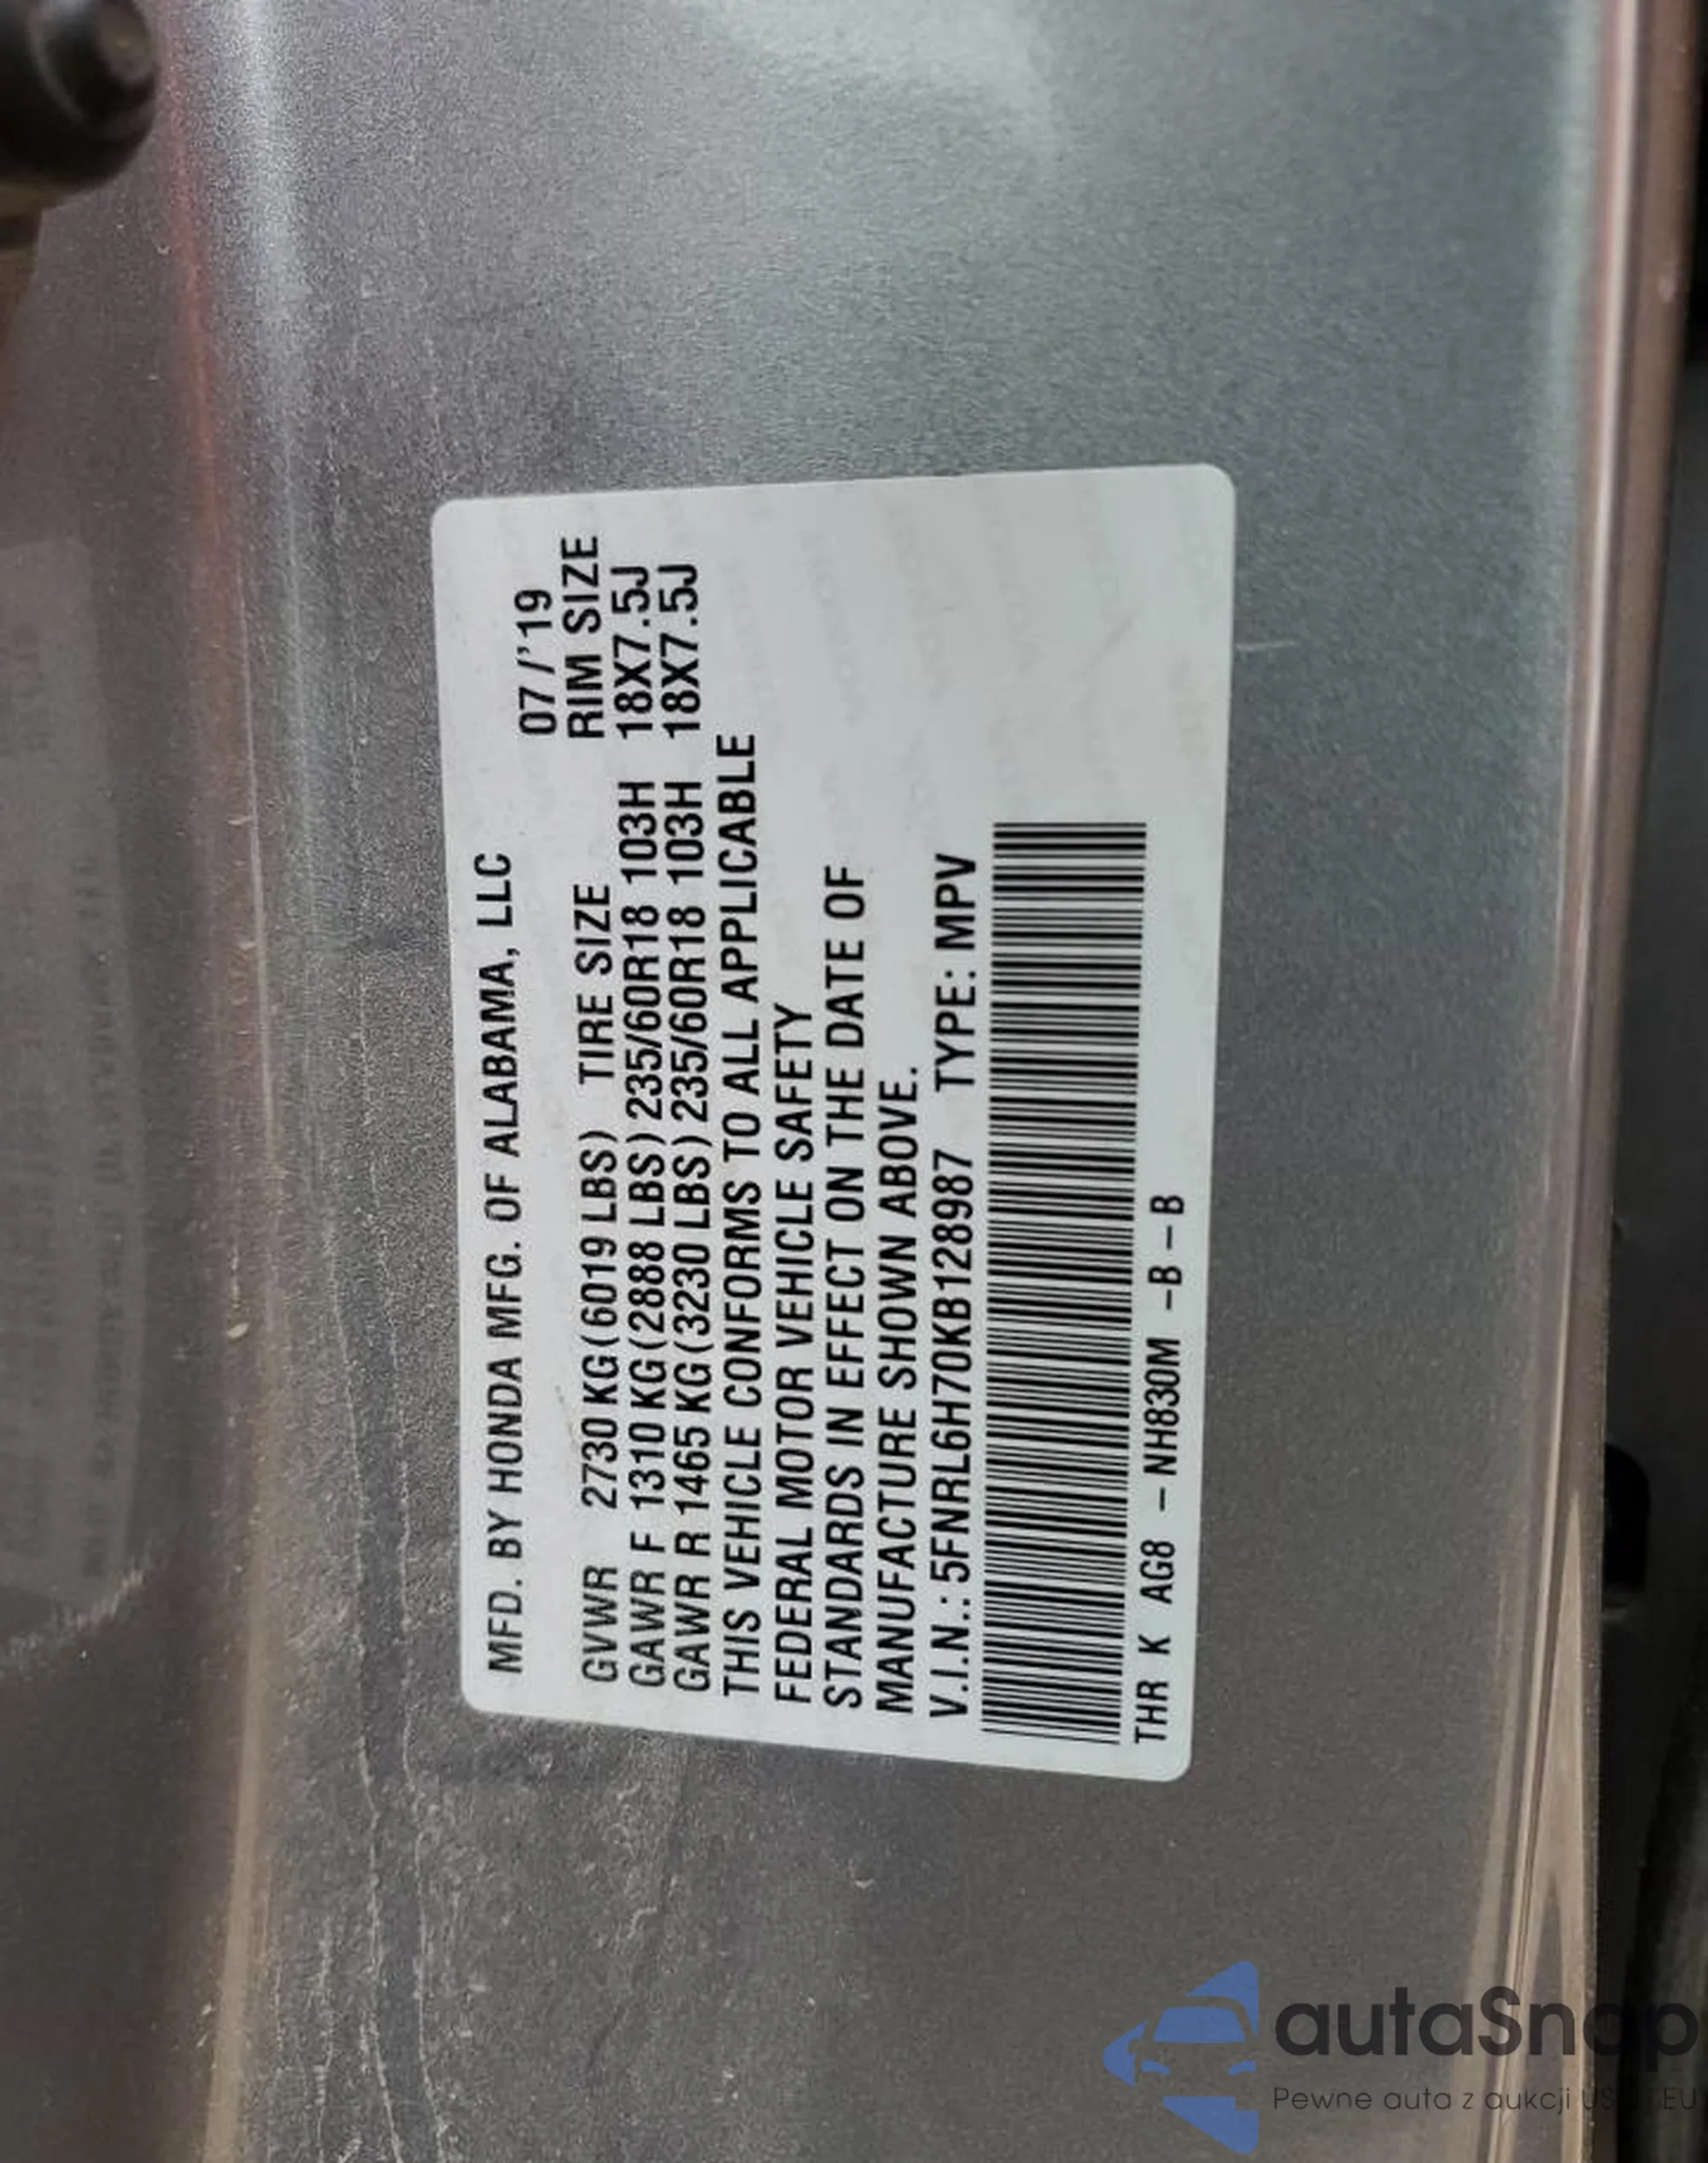 MFD. BY HONDA MFG. OF ALABAMA, LLC
07/'19
GVWR 2730 KG(6019 LBS) TIRE SIZE RIM SIZE
GAWR F 1310 KG(2888 LBS) 235/60R18 103H 18X7.5J
GAWR R 1465 KG(3230 LBS) 235/60R18 103H 18X7.5J
THIS VEHICLE CONFORMS TO ALL APPLICABLE
FEDERAL MOTOR VEHICLE SAFETY
STANDARDS IN EFFECT ON THE DATE OF
MANUFACTURE SHOWN ABOVE.
V.I.N.: 5FNRL6H70KB128987 TYPE: MPV
THR K AG8 – NH830M –B – B
autaSnap
Pewne auta z aukcji